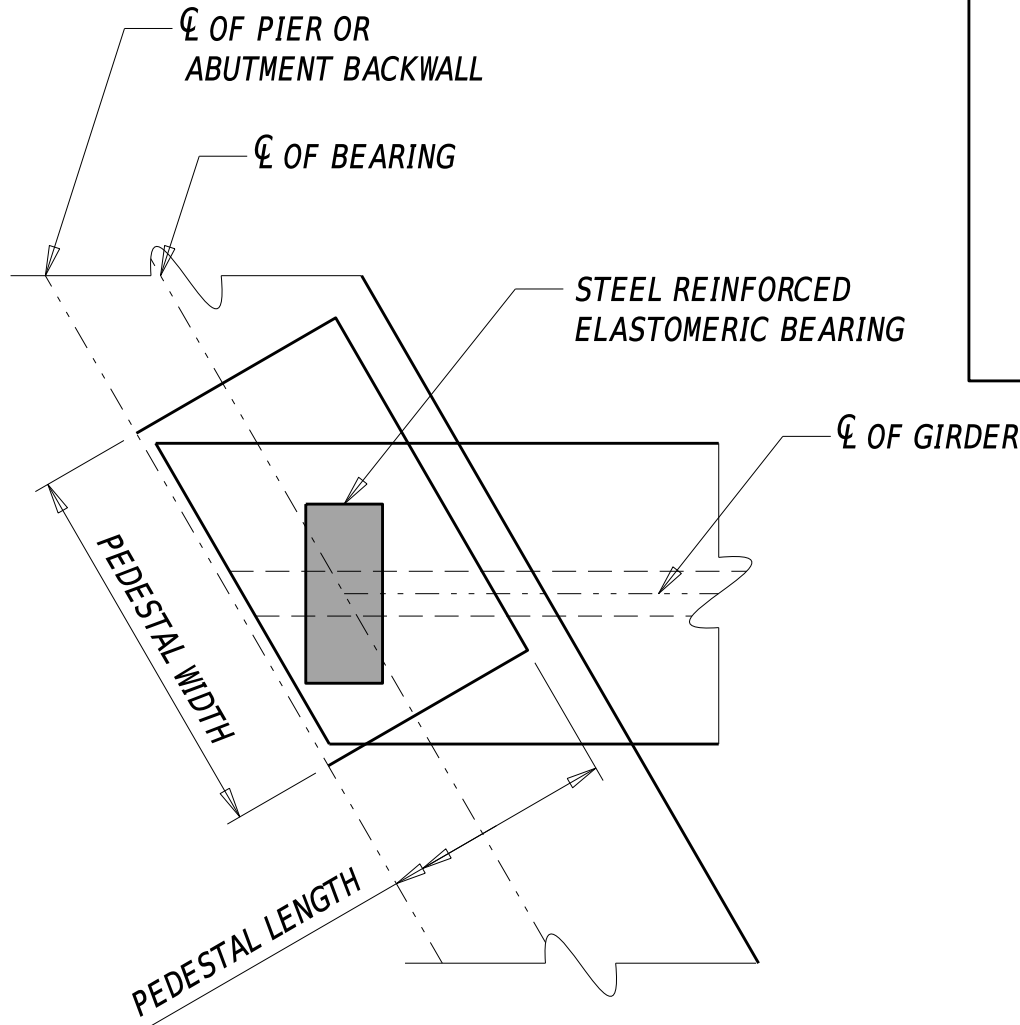 ℄ OF PIER OR
ABUTMENT BACKWALL
℄ OF BEARING
STEEL REINFORCED
ELASTOMERIC BEARING
℄ OF GIRDER
PEDESTAL WIDTH
PEDESTAL LENGTH